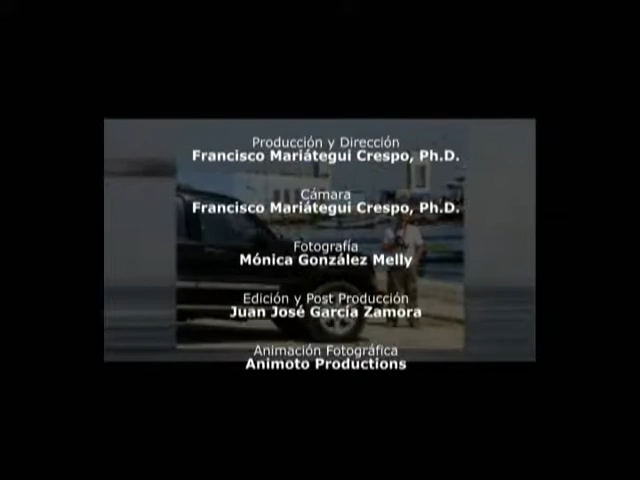 Producción y Dirección
Francisco Mariátegui Crespo, Ph.D.
Cámara
Francisco Mariátegui Crespo, Ph.D.
Fotografía
Mónica González Melly
Edición y Post Producción
Juan José García Zamora
Animación Fotográfica
Animoto Productions